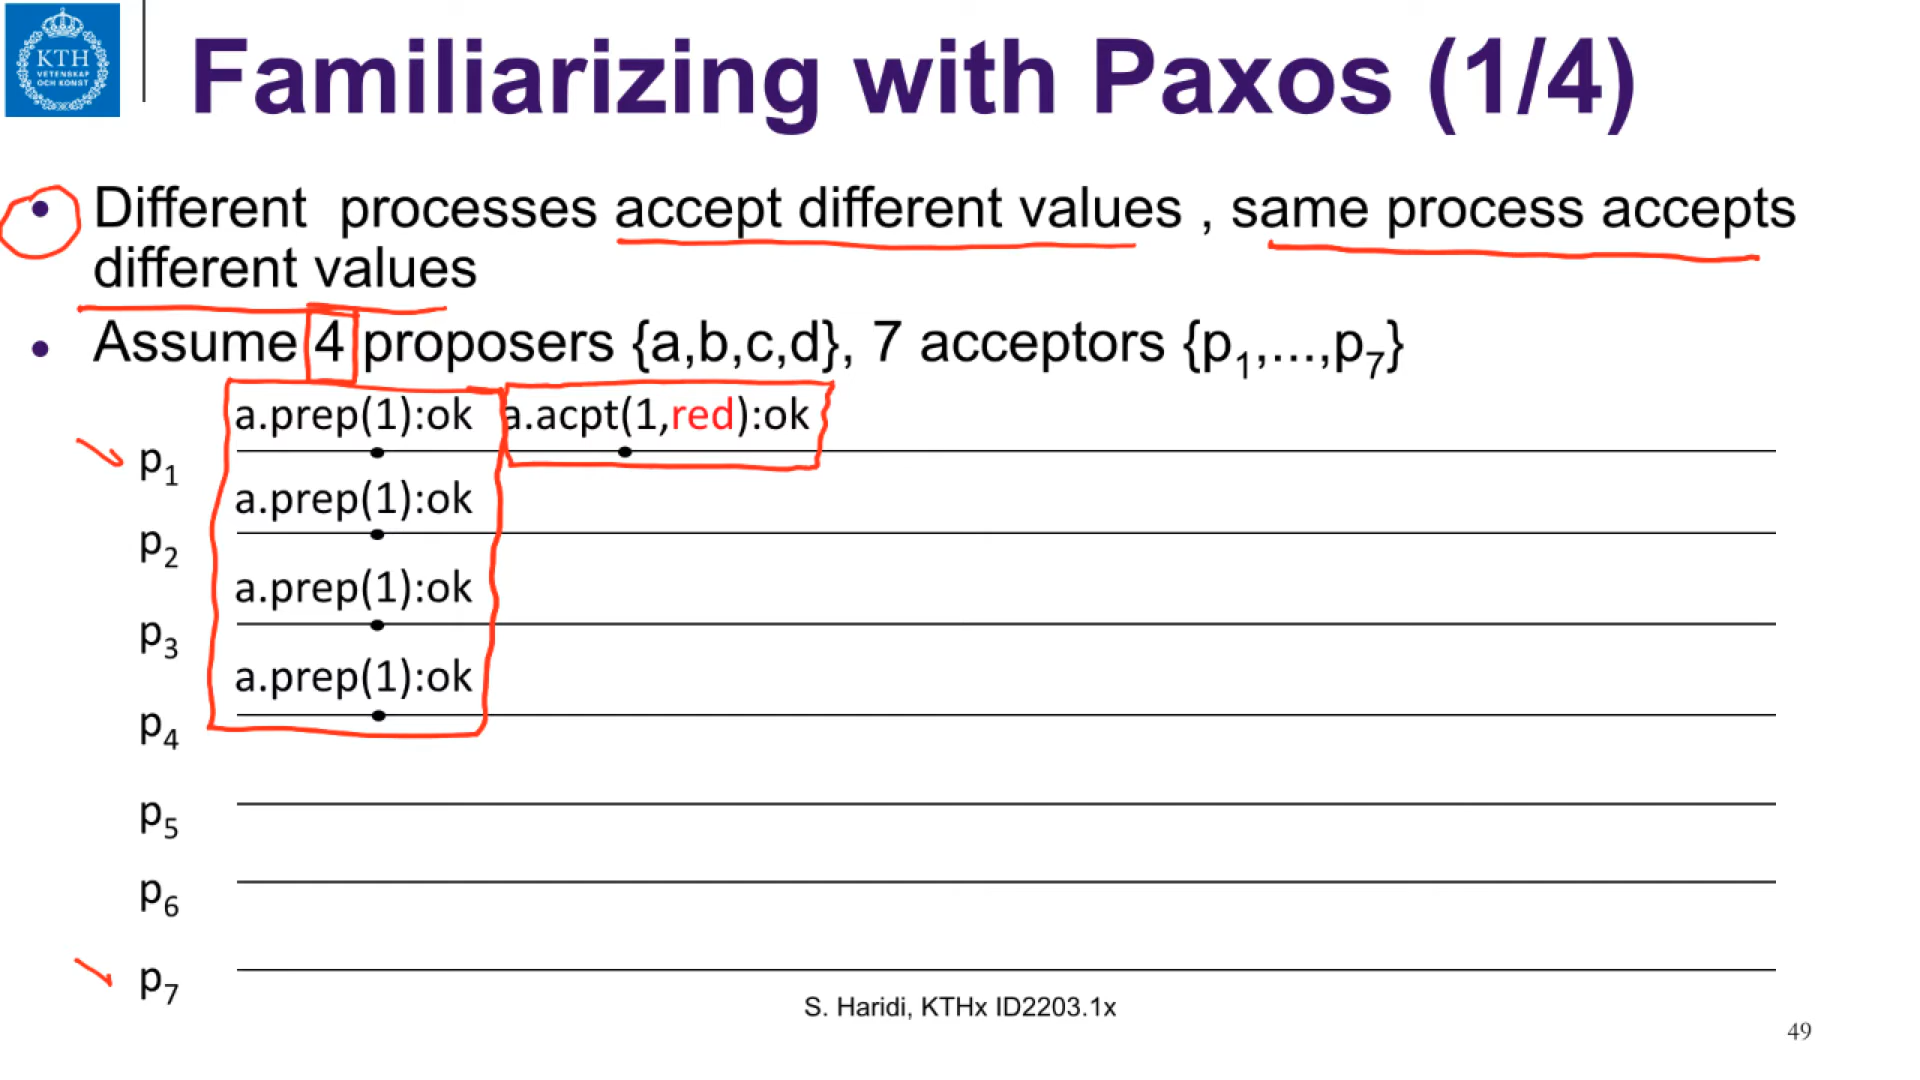 KTH
VETENSKAP
OCH KONST
Familiarizing with Paxos (1/4)
• Different processes accept different values , same process accepts
different values
• Assume 4 proposers {a,b,c,d}, 7 acceptors {p1,...,p7}
a.prep(1):ok a.acpt(1,red):ok
p1
a.prep(1):ok
p2
a.prep(1):ok
p3
a.prep(1):ok
p4
p5
p6
p7
S. Haridi, KTHx ID2203.1x
49